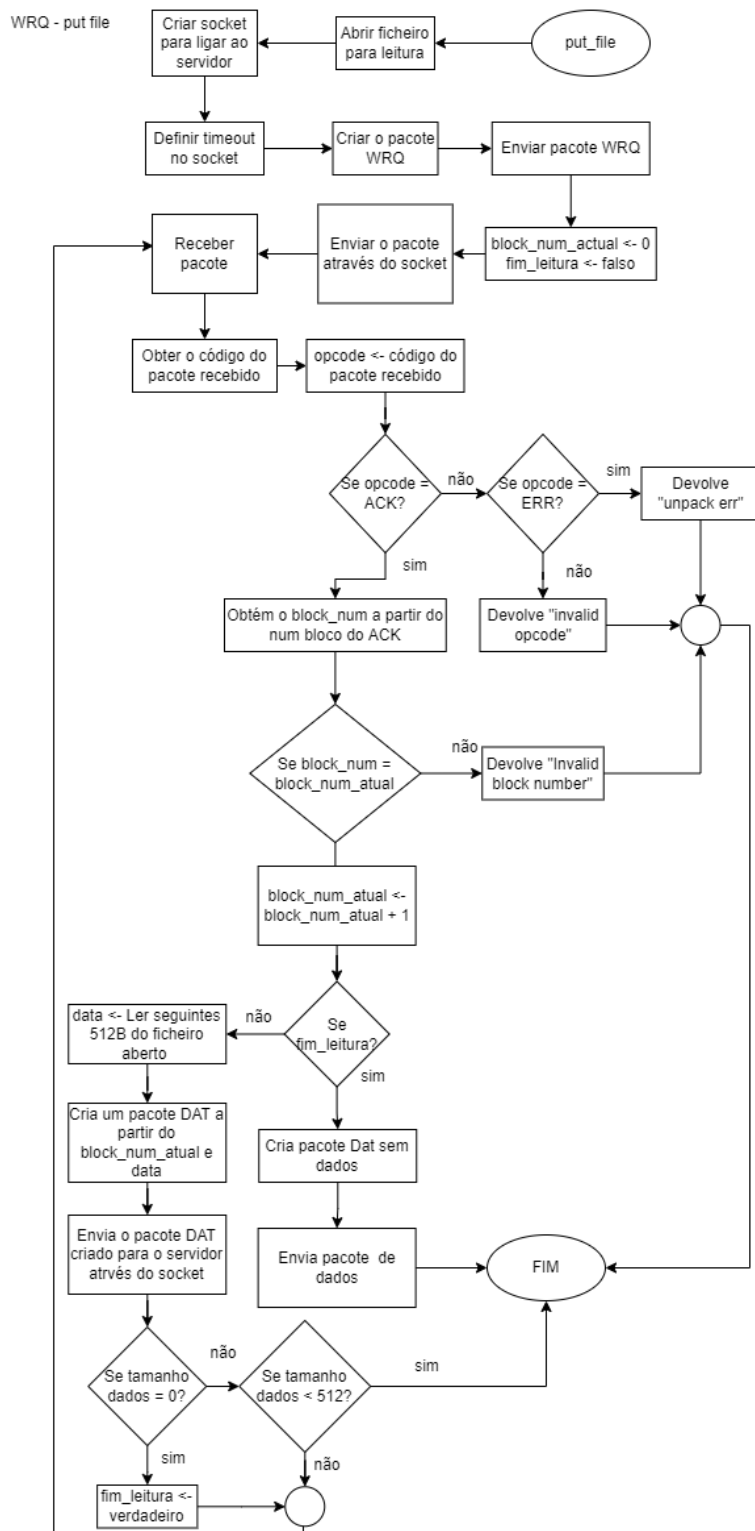 WRQ - put file
put_file
Abrir ficheiro
para leitura
Criar socket
para ligar ao
servidor
Definir timeout
no socket
Criar o pacote
WRQ
Enviar pacote WRQ
block_num_actual <- 0
fim_leitura <- falso
Enviar o pacote
através do socket
Receber
pacote
Obter o código do
pacote recebido
opcode <- código do
pacote recebido
Se opcode =
ACK?
não
Se opcode =
ERR?
sim
Devolve
"unpack err"
não
Devolve "invalid
opcode"
sim
Obtém o block_num a partir do
num bloco do ACK
Se block_num =
block_num_atual
não
Devolve "Invalid
block number"
block_num_atual <-
block_num_atual + 1
Se
fim_leitura?
não
data <- Ler seguintes
512B do ficheiro
aberto
sim
Cria um pacote DAT a
partir do
block_num_atual e
data
Cria pacote Dat sem
dados
Envia o pacote DAT
criado para o servidor
atrvés do socket
Envia pacote de
dados
FIM
Se tamanho
dados = 0?
não
Se tamanho
dados < 512?
sim
sim
não
fim_leitura <-
verdadeiro